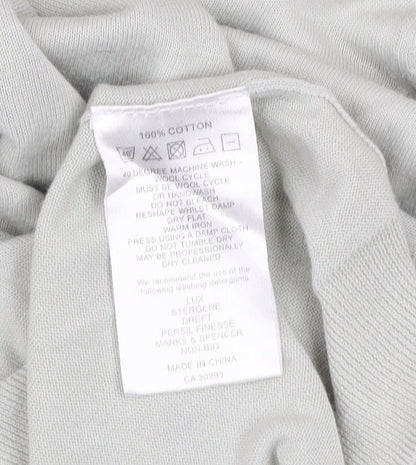 100% COTTON
40°
40 DEGREE MACHINE WASH -
WOOL CYCLE
MUST BE WOOL CYCLE
OR HANDWASH
DO NOT BLEACH
RESHAPE WHILST DAMP
DRY FLAT
WARM IRON
PRESS USING A DAMP CLOTH
DO NOT TUMBLE DRY
MAY BE PROFESSIONALLY
DRY CLEANED
We recommend the use of the
following washing detergents
LUX
STERGENE
DREFT
PERSIL FINESSE
MARKS & SPENCER
NON BIO
MADE IN CHINA
CA 30293